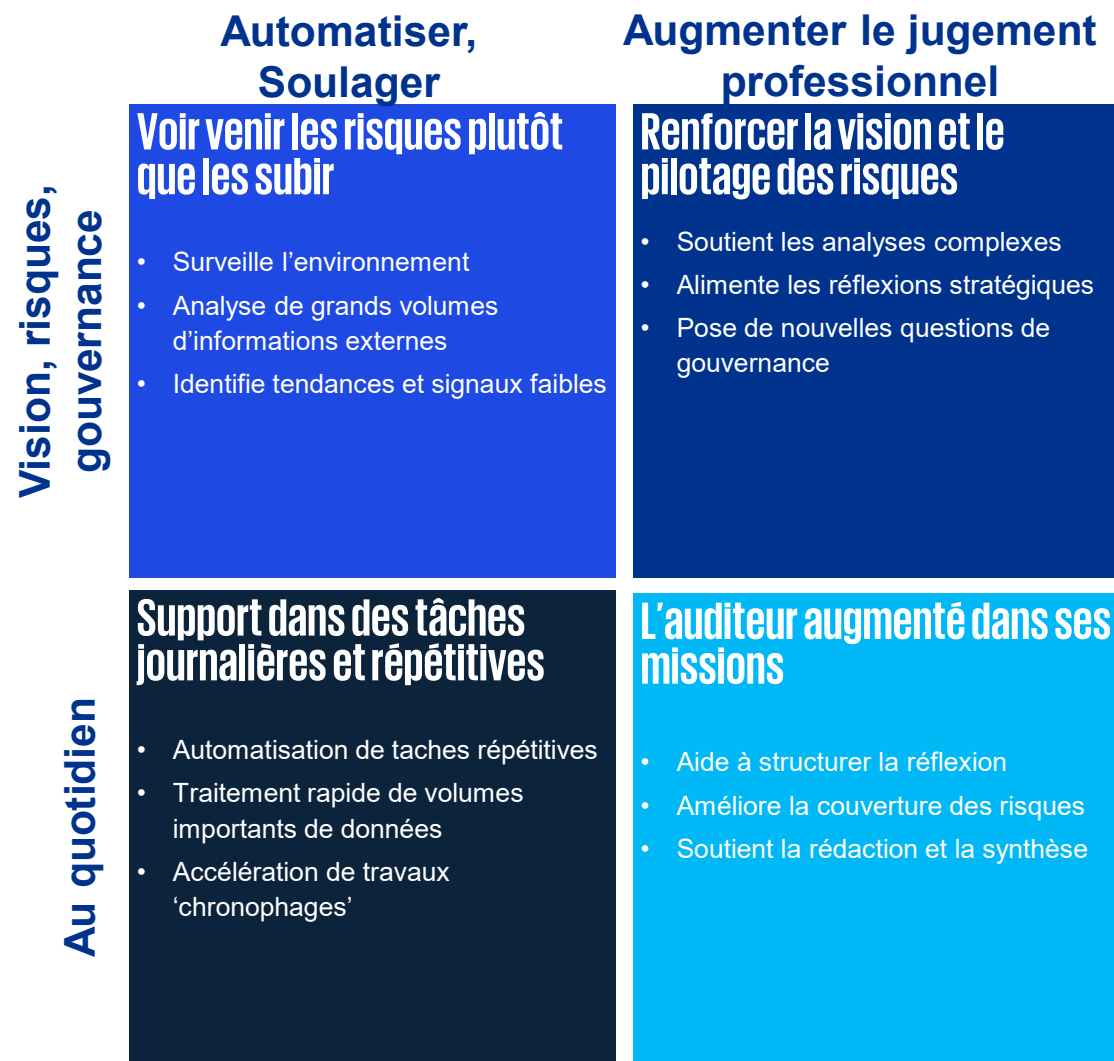 Automatiser,
Soulager
Augmenter le jugement
professionnel
Vision, risques,
gouvernance
Voir venir les risques plutôt
que les subir
• Surveille l’environnement
• Analyse de grands volumes
d’informations externes
• Identifie tendances et signaux faibles
Renforcer la vision et le
pilotage des risques
• Soutient les analyses complexes
• Alimente les réflexions stratégiques
• Pose de nouvelles questions de
gouvernance
Au quotidien
Support dans des tâches
journalières et répétitives
• Automatisation de taches répétitives
• Traitement rapide de volumes
importants de données
• Accélération de travaux
‘chronophages’
L’auditeur augmenté dans ses
missions
• Aide à structurer la réflexion
• Améliore la couverture des risques
• Soutient la rédaction et la synthèse